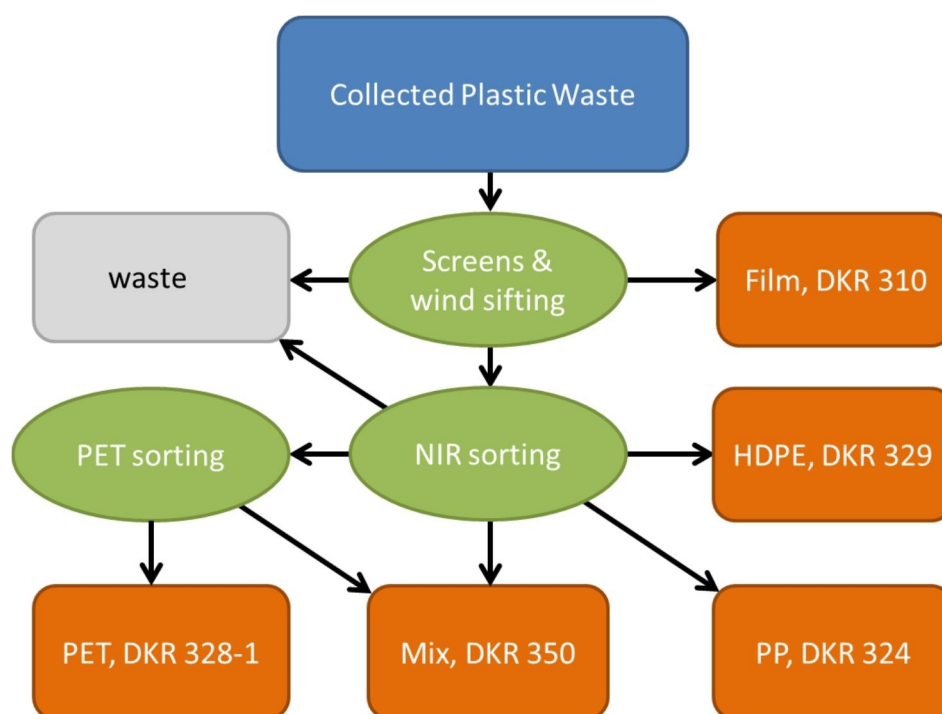 Collected Plastic Waste
waste
Screens &
wind sifting
Film, DKR 310
PET sorting
NIR sorting
HDPE, DKR 329
PET, DKR 328-1
Mix, DKR 350
PP, DKR 324